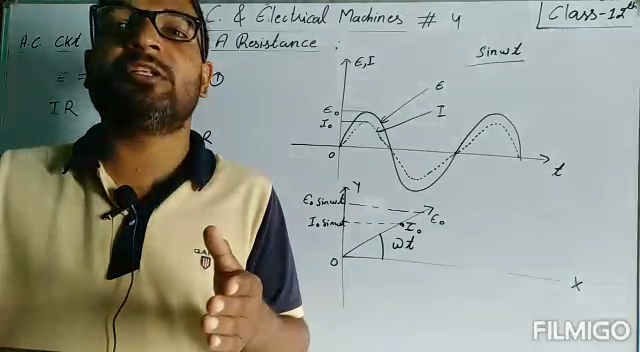 C. & Electrical Machines # 4
Class-12th
A.C. Ckt
A Resistance :
sinωt
E =
①
IR
R
E, I
E
I
E₀
I₀
0
t
Y
E₀ sinωt
I₀ sinωt
E₀
I₀
ωt
0
X
FILMIGO